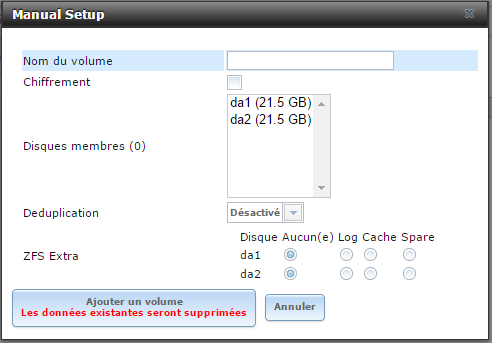 Manual Setup
Nom du volume
Chiffrement
da1 (21.5 GB)
da2 (21.5 GB)
Disques membres (0)
Deduplication
Désactivé
Disque Aucun(e) Log Cache Spare
ZFS Extra
da1
da2
Ajouter un volume
Les données existantes seront supprimées
Annuler